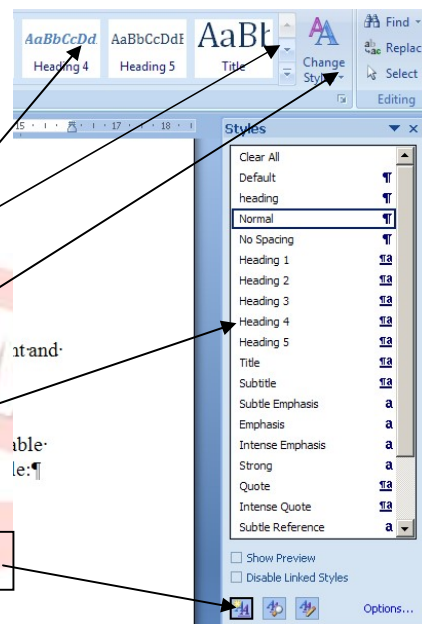 AaBbCcDd AaBbCcDdE AaBb
Heading 4 Heading 5 Title
Change
Styles
Find
Replac
Select
Editing
15 17 18
Styles
Clear All
Default ¶
heading ¶
Normal ¶
No Spacing ¶
Heading 1 ¶a
Heading 2 ¶a
Heading 3 ¶a
Heading 4 ¶a
Heading 5 ¶a
Title ¶a
Subtitle ¶a
Subtle Emphasis a
Emphasis a
Intense Emphasis a
Strong a
Quote ¶a
Intense Quote ¶a
Subtle Reference a
Show Preview
Disable Linked Styles
Options...
nt·and·
able·
le:¶